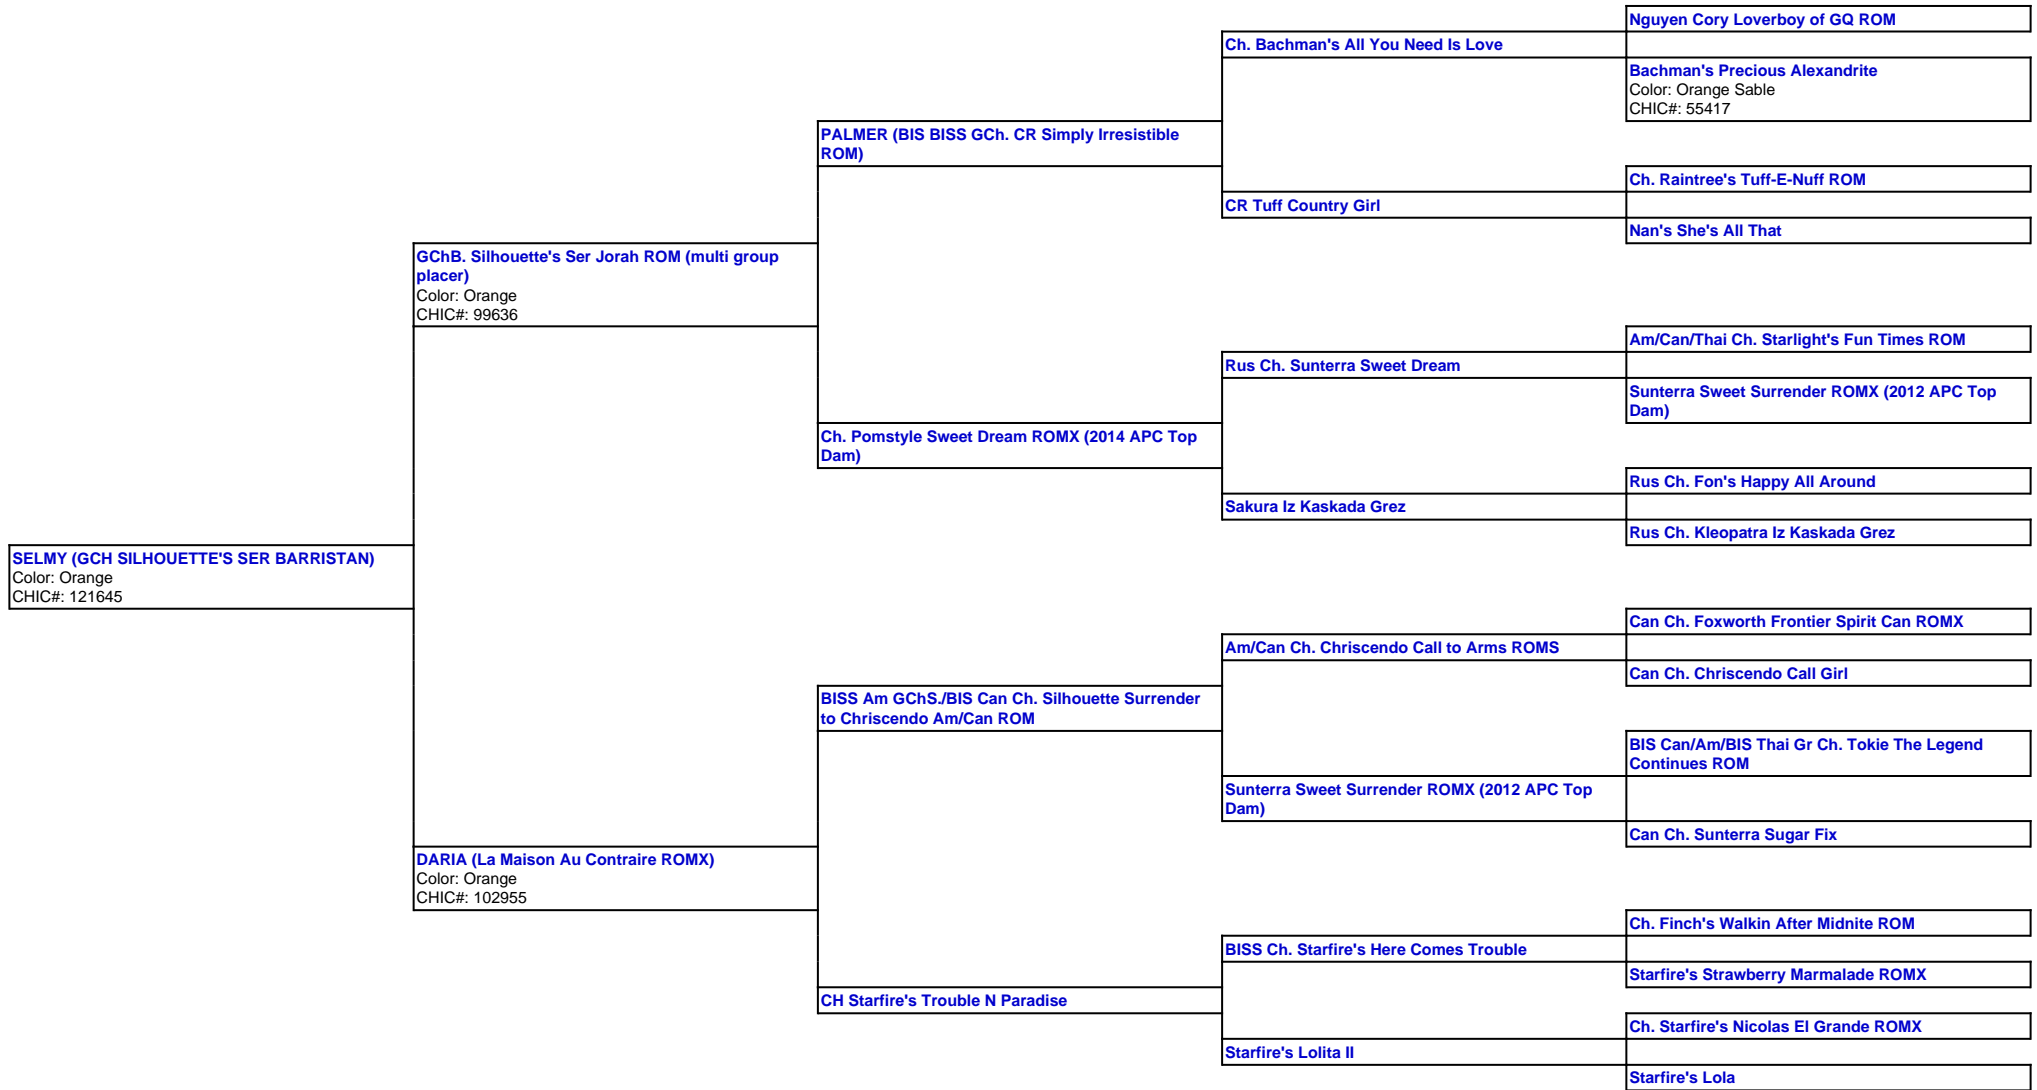 Nguyen Cory Loverboy of GQ ROM
Ch. Bachman's All You Need Is Love
Bachman's Precious Alexandrite
Color: Orange Sable
CHIC#: 55417
PALMER (BIS BISS GCh. CR Simply Irresistible
ROM)
Ch. Raintree's Tuff-E-Nuff ROM
CR Tuff Country Girl
Nan's She's All That
GChB. Silhouette's Ser Jorah ROM (multi group
placer)
Color: Orange
CHIC#: 99636
Am/Can/Thai Ch. Starlight's Fun Times ROM
Rus Ch. Sunterra Sweet Dream
Sunterra Sweet Surrender ROMX (2012 APC Top
Dam)
Ch. Pomstyle Sweet Dream ROMX (2014 APC Top
Dam)
Rus Ch. Fon's Happy All Around
Sakura Iz Kaskada Grez
Rus Ch. Kleopatra Iz Kaskada Grez
SELMY (GCH SILHOUETTE'S SER BARRISTAN)
Color: Orange
CHIC#: 121645
Can Ch. Foxworth Frontier Spirit Can ROMX
Am/Can Ch. Chriscendo Call to Arms ROMS
Can Ch. Chriscendo Call Girl
BISS Am GChS./BIS Can Ch. Silhouette Surrender
to Chriscendo Am/Can ROM
BIS Can/Am/BIS Thai Gr Ch. Tokie The Legend
Continues ROM
Sunterra Sweet Surrender ROMX (2012 APC Top
Dam)
Can Ch. Sunterra Sugar Fix
DARIA (La Maison Au Contraire ROMX)
Color: Orange
CHIC#: 102955
Ch. Finch's Walkin After Midnite ROM
BISS Ch. Starfire's Here Comes Trouble
Starfire's Strawberry Marmalade ROMX
CH Starfire's Trouble N Paradise
Ch. Starfire's Nicolas El Grande ROMX
Starfire's Lolita II
Starfire's Lola